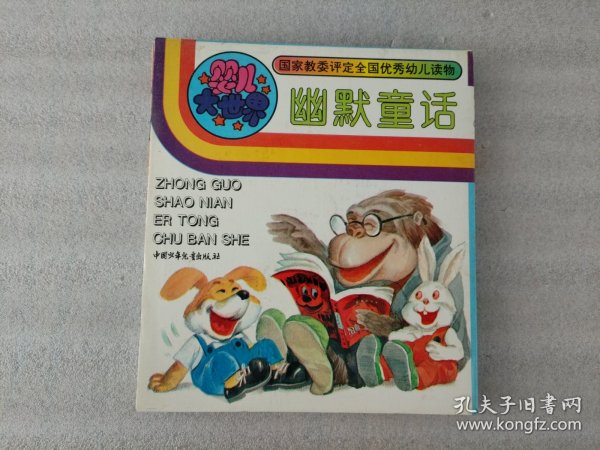 国家教委评定全国优秀幼儿读物
婴儿
大世界
幽默童话
ZHONG GUO
SHAO NIAN
ER TONG
CHU BAN SHE
中国少年儿童出版社
孔夫子旧书网
www.kongfz.com